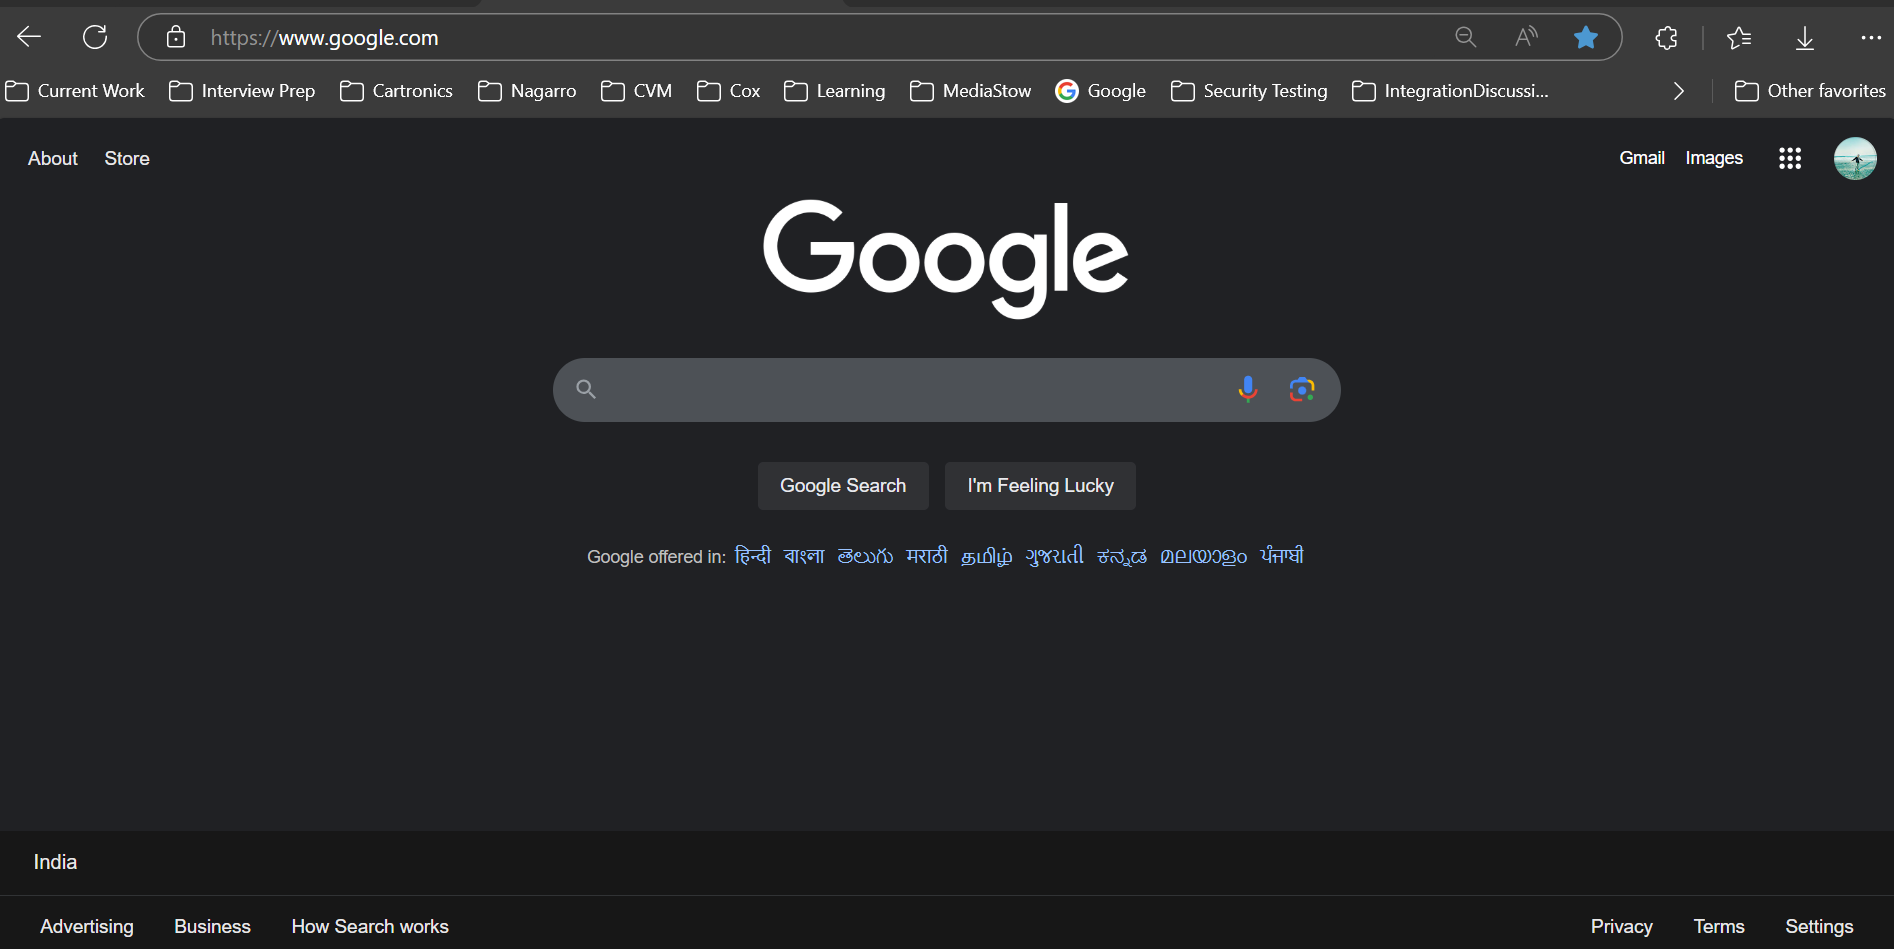 https://www.google.com
Current Work Interview Prep Cartronics Nagarro CVM Cox Learning MediaStow Google Security Testing IntegrationDiscussi... Other favorites
About Store Gmail Images
Google
Google Search I'm Feeling Lucky
Google offered in: हिन्दी বাংলা తెలుగు मराठी தமிழ் ગુજરાતી ಕನ್ನಡ മലയാളം ਪੰਜਾਬੀ
India
Advertising Business How Search works Privacy Terms Settings